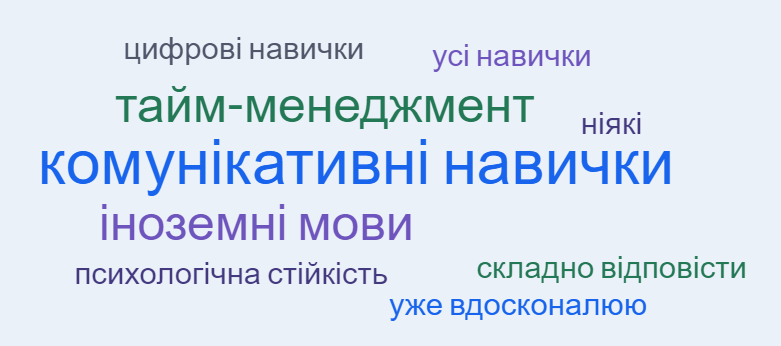 цифрові навички
усі навички
тайм-менеджмент
ніякі
комунікативні навички
іноземні мови
складно відповісти
психологічна стійкість
уже вдосконалюю